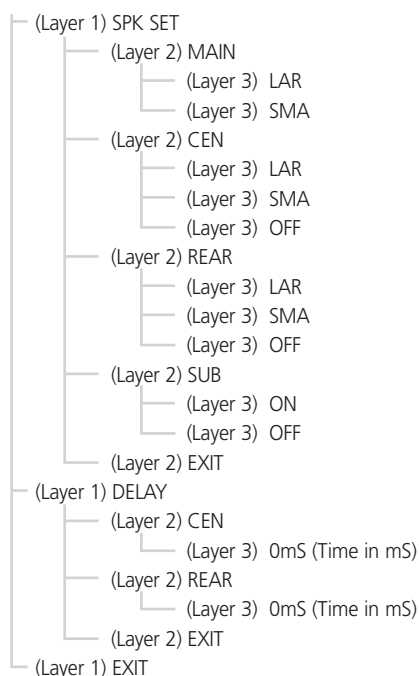 (Layer 1) SPK SET
(Layer 2) MAIN
(Layer 3) LAR
(Layer 3) SMA
(Layer 2) CEN
(Layer 3) LAR
(Layer 3) SMA
(Layer 3) OFF
(Layer 2) REAR
(Layer 3) LAR
(Layer 3) SMA
(Layer 3) OFF
(Layer 2) SUB
(Layer 3) ON
(Layer 3) OFF
(Layer 2) EXIT
(Layer 1) DELAY
(Layer 2) CEN
(Layer 3) 0mS (Time in mS)
(Layer 2) REAR
(Layer 3) 0mS (Time in mS)
(Layer 2) EXIT
(Layer 1) EXIT